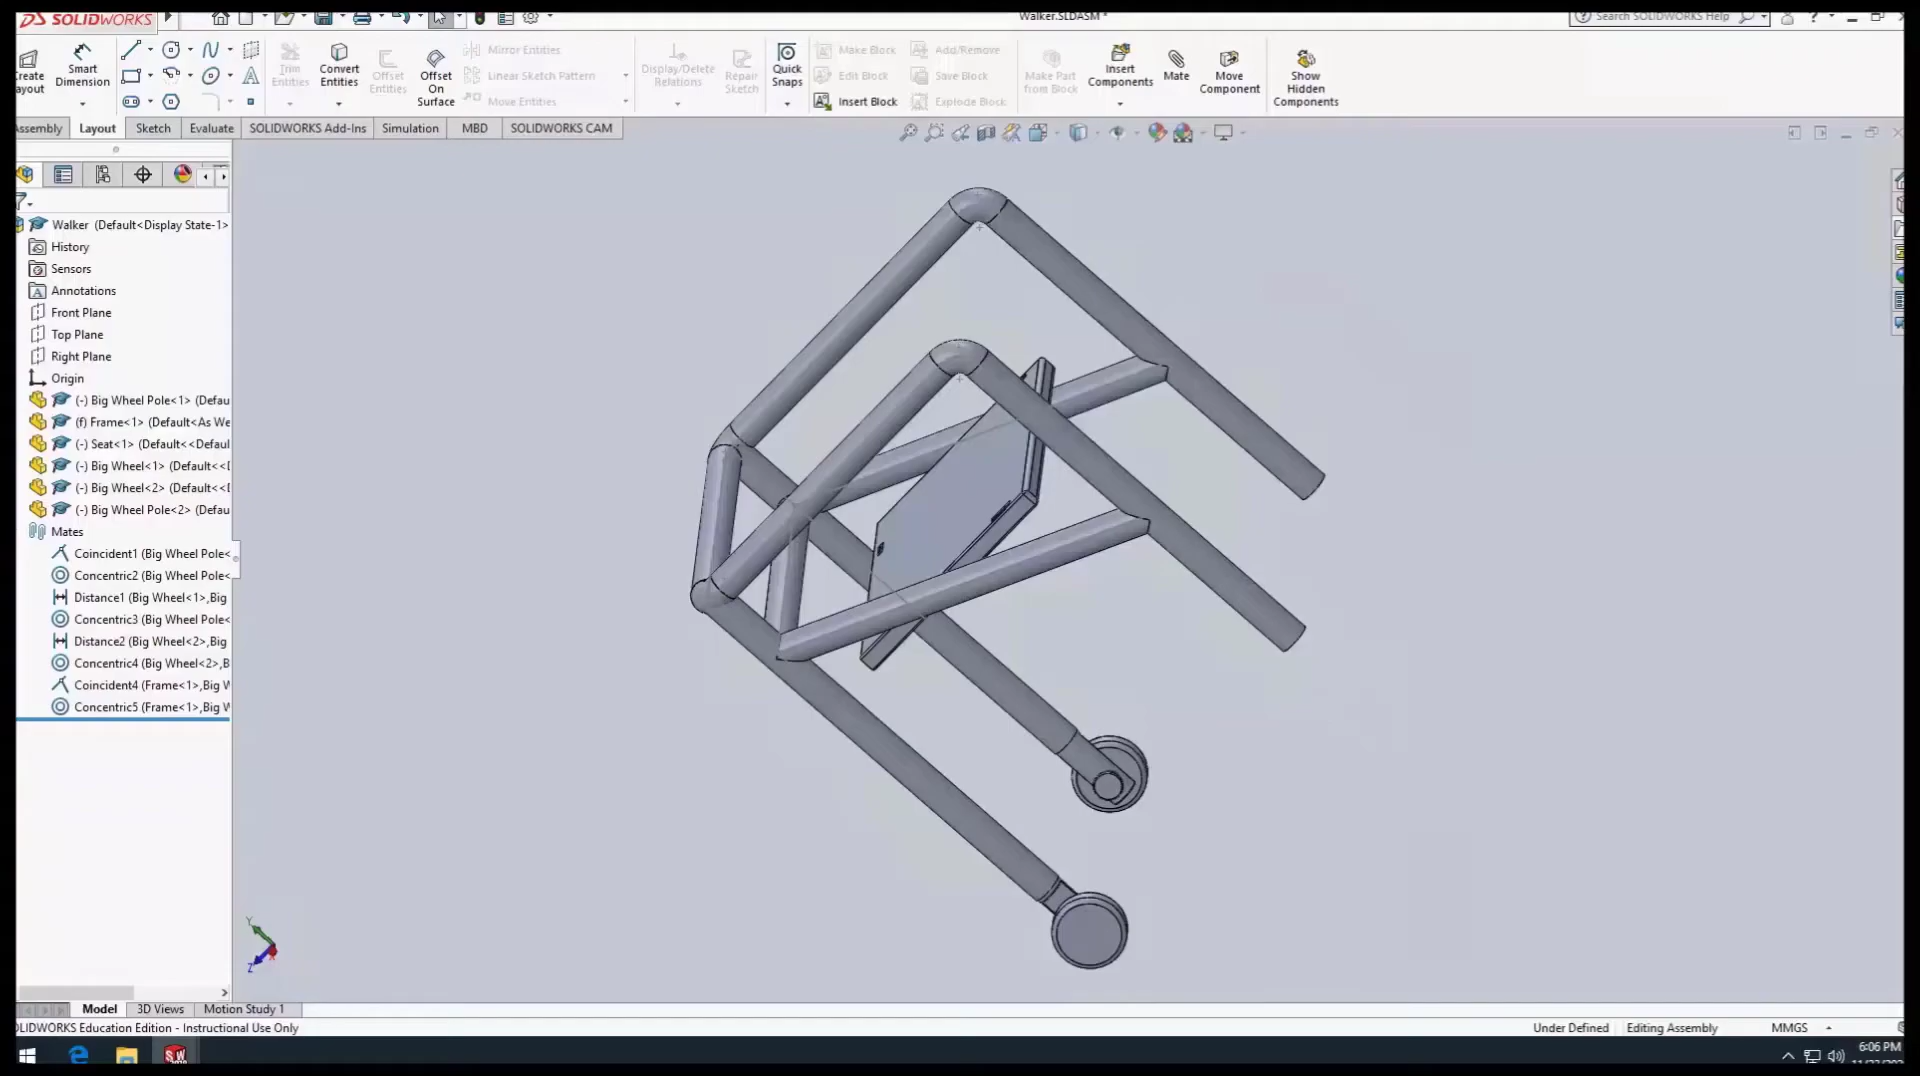 SOLIDWORKS
Walker.SLDASM *
Search SOLIDWORKS Help
Create Layout
Smart Dimension
Trim Entities
Convert Entities
Offset Entities
Offset On Surface
Mirror Entities
Linear Sketch Pattern
Move Entities
Display/Delete Relations
Repair Sketch
Quick Snaps
Make Block
Edit Block
Insert Block
Add/Remove
Save Block
Explode Block
Make Part from Block
Insert Components
Mate
Move Component
Show Hidden Components
Assembly
Layout
Sketch
Evaluate
SOLIDWORKS Add-Ins
Simulation
MBD
SOLIDWORKS CAM
Walker (Default<Display State-1>
History
Sensors
Annotations
Front Plane
Top Plane
Right Plane
Origin
(-) Big Wheel Pole<1> (Defau
(f) Frame<1> (Default<As We
(-) Seat<1> (Default<<Defaul
(-) Big Wheel<1> (Default<<D
(-) Big Wheel<2> (Default<<D
(-) Big Wheel Pole<2> (Defau
Mates
Coincident1 (Big Wheel Pole<
Concentric2 (Big Wheel Pole<
Distance1 (Big Wheel<1>,Big
Concentric3 (Big Wheel Pole<
Distance2 (Big Wheel<2>,Big
Concentric4 (Big Wheel<2>,B
Coincident4 (Frame<1>,Big W
Concentric5 (Frame<1>,Big W
Y
Z
Model
3D Views
Motion Study 1
OLIDWORKS Education Edition - Instructional Use Only
Under Defined
Editing Assembly
MMGS
6:06 PM